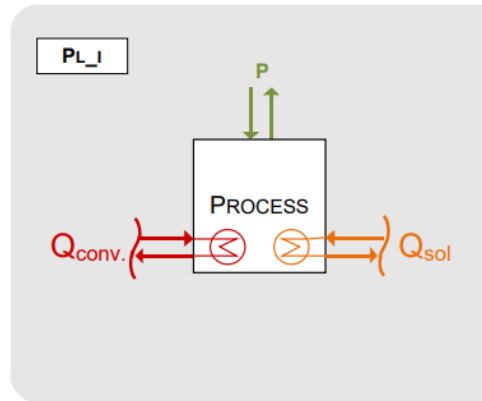 PL_I
P
PROCESS
Qconv.
Qsol